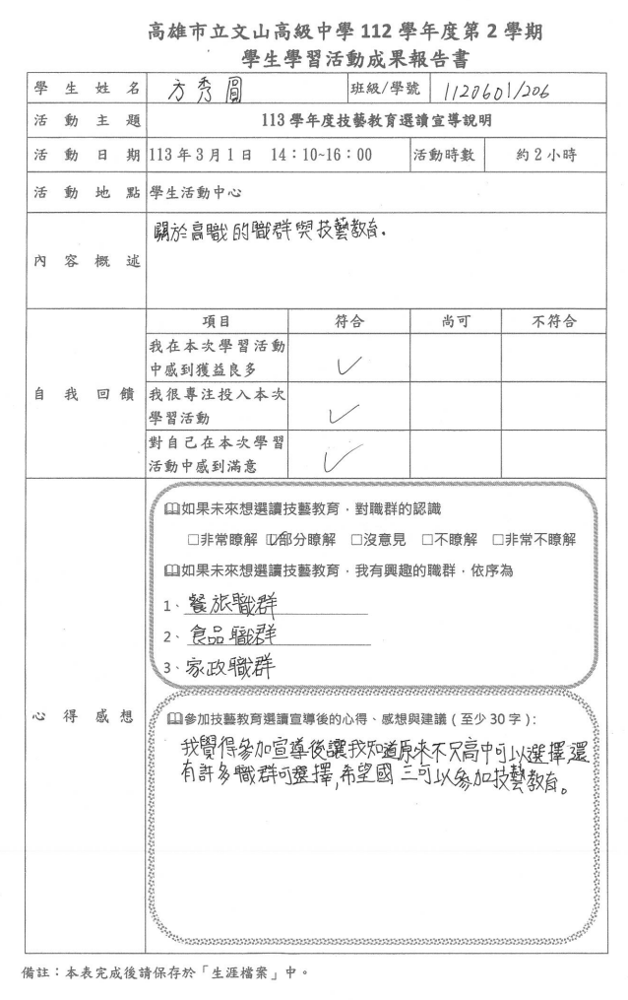 高雄市立文山高級中學 112 學年度第 2 學期
學生學習活動成果報告書
學生姓名 方秀圓 班級/學號 1120601/206
活動主題 113 學年度技藝教育選讀宣導說明
活動日期 113 年 3 月 1 日 14：10~16：00 活動時數 約 2 小時
活動地點 學生活動中心
內容概述 關於高職的職群與技藝教育.
自我回饋
項目 符合 尚可 不符合
我在本次學習活動
中感到獲益良多 ✓
我很專注投入本次
學習活動 ✓
對自己在本次學習
活動中感到滿意 ✓
心得感想
🕮如果未來想選讀技藝教育，對職群的認識
□非常瞭解 ☑部分瞭解 □沒意見 □不瞭解 □非常不瞭解
🕮如果未來想選讀技藝教育，我有興趣的職群，依序為
1、餐旅職群
2、食品職群
3、家政職群
🕮參加技藝教育選讀宣導後的心得、感想與建議（至少 30 字）：
我覺得參加宣導後讓我知道原來不只高中可以選擇,還
有許多職群可選擇,希望國三可以參加技藝教育。
備註：本表完成後請保存於「生涯檔案」中。